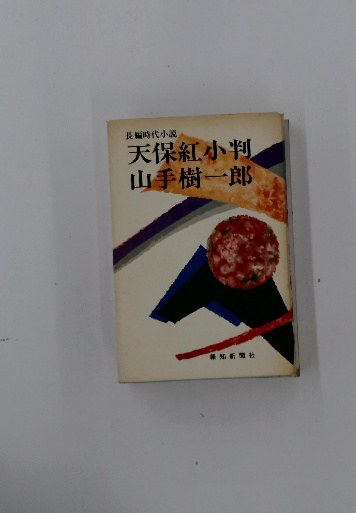 長編時代小説
天保紅小判
山手樹一郎
報知新聞社